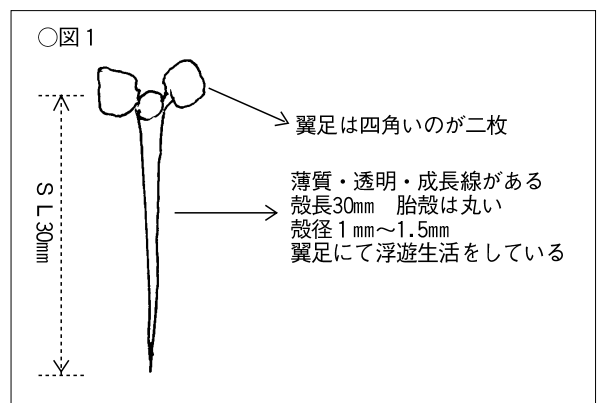 ○図1
翼足は四角いのが二枚
薄質・透明・成長線がある
殻長30mm　胎殻は丸い
殻径1mm～1.5mm
翼足にて浮遊生活をしている
SL30mm